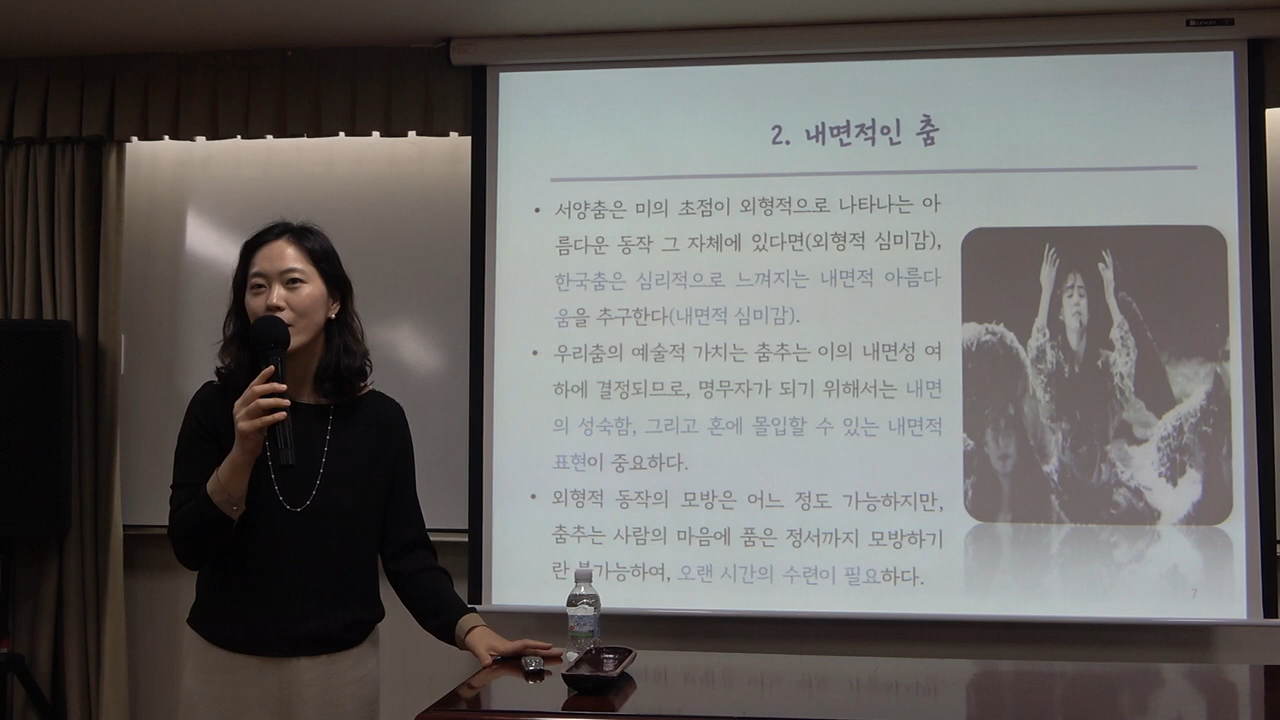 2. 내면적인 춤
• 서양춤은 미의 초점이 외형적으로 나타나는 아
름다운 동작 그 자체에 있다면(외형적 심미감),
한국춤은 심리적으로 느껴지는 내면적 아름다
움을 추구한다(내면적 심미감).
• 우리춤의 예술적 가치는 춤추는 이의 내면성 여
하에 결정되므로, 명무자가 되기 위해서는 내면
의 성숙함, 그리고 혼에 몰입할 수 있는 내면적
표현이 중요하다.
• 외형적 동작의 모방은 어느 정도 가능하지만,
춤추는 사람의 마음에 품은 정서까지 모방하기
란 불가능하여, 오랜 시간의 수련이 필요하다.
7